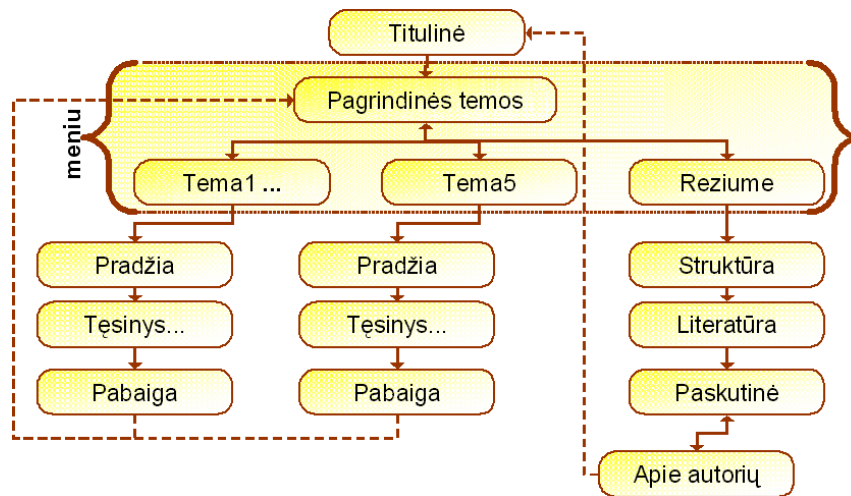 Titulinė
Pagrindinės temos
meniu
Tema1 ...
Tema5
Reziume
Pradžia
Pradžia
Struktūra
Tęsinys...
Tęsinys...
Literatūra
Pabaiga
Pabaiga
Paskutinė
Apie autorių